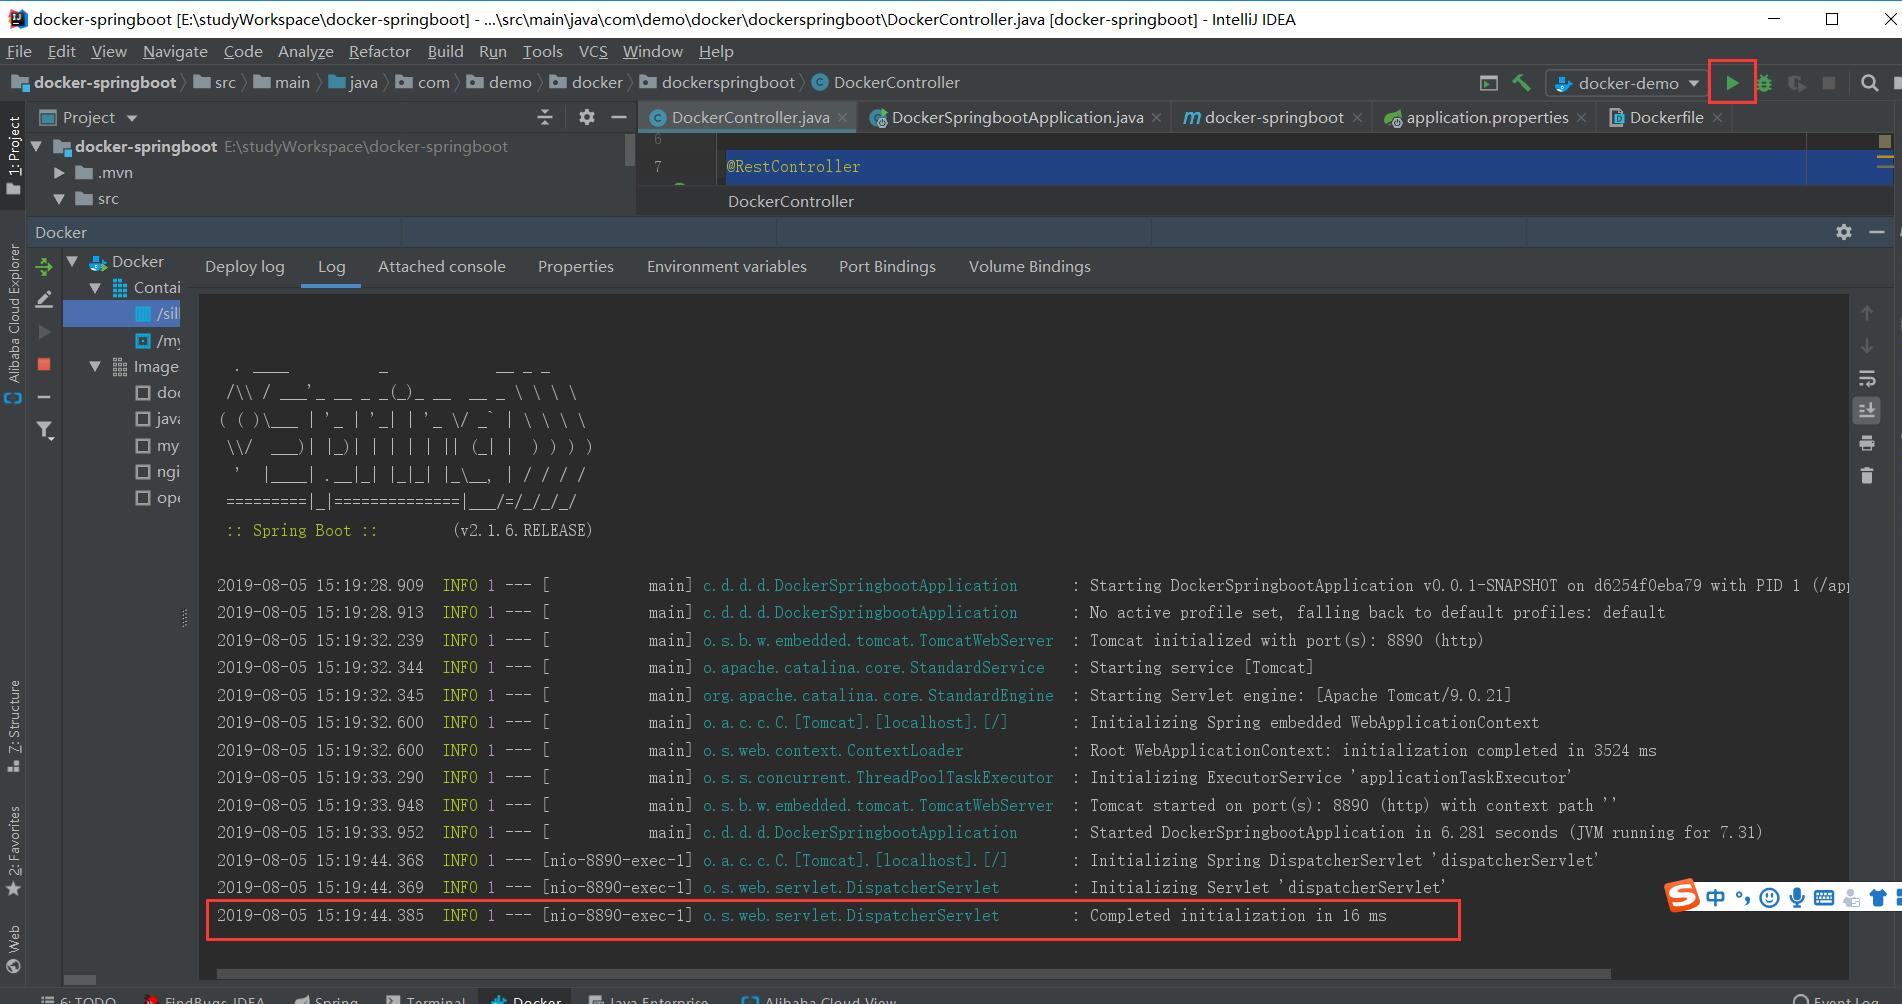 docker-springboot [E:\studyWorkspace\docker-springboot] - ...\src\main\java\com\demo\docker\dockerspringboot\DockerController.java [docker-springboot] - IntelliJ IDEA
File Edit View Navigate Code Analyze Refactor Build Run Tools VCS Window Help
docker-springboot src main java com demo docker dockerspringboot DockerController docker-demo
Project DockerController.java DockerSpringbootApplication.java docker-springboot application.properties Dockerfile
1: Project
docker-springboot E:\studyWorkspace\docker-springboot
.mvn
src
6
7 @RestController
DockerController
Docker
Alibaba Cloud Explorer
7: Structure
2: Favorites
Web
Docker
Contai
/sill
/my
Image
doc
java
my
ngi
ope
Deploy log Log Attached console Properties Environment variables Port Bindings Volume Bindings
  .   ____          _            __ _ _
 /\\ / ___'_ __ _ _(_)_ __  __ _ \ \ \ \
( ( )\___ | '_ | '_| | '_ \/ _` | \ \ \ \
 \\/  ___)| |_)| | | | | || (_| |  ) ) ) )
  '  |____| .__|_| |_|_| |_\__, | / / / /
 =========|_|==============|___/=/_/_/_/
 :: Spring Boot ::        (v2.1.6.RELEASE)
2019-08-05 15:19:28.909  INFO 1 --- [           main] c.d.d.d.DockerSpringbootApplication      : Starting DockerSpringbootApplication v0.0.1-SNAPSHOT on d6254f0eba79 with PID 1 (/app
2019-08-05 15:19:28.913  INFO 1 --- [           main] c.d.d.d.DockerSpringbootApplication      : No active profile set, falling back to default profiles: default
2019-08-05 15:19:32.239  INFO 1 --- [           main] o.s.b.w.embedded.tomcat.TomcatWebServer  : Tomcat initialized with port(s): 8890 (http)
2019-08-05 15:19:32.344  INFO 1 --- [           main] o.apache.catalina.core.StandardService   : Starting service [Tomcat]
2019-08-05 15:19:32.345  INFO 1 --- [           main] org.apache.catalina.core.StandardEngine  : Starting Servlet engine: [Apache Tomcat/9.0.21]
2019-08-05 15:19:32.600  INFO 1 --- [           main] o.a.c.c.C.[Tomcat].[localhost].[/]       : Initializing Spring embedded WebApplicationContext
2019-08-05 15:19:32.600  INFO 1 --- [           main] o.s.web.context.ContextLoader            : Root WebApplicationContext: initialization completed in 3524 ms
2019-08-05 15:19:33.290  INFO 1 --- [           main] o.s.s.concurrent.ThreadPoolTaskExecutor  : Initializing ExecutorService 'applicationTaskExecutor'
2019-08-05 15:19:33.948  INFO 1 --- [           main] o.s.b.w.embedded.tomcat.TomcatWebServer  : Tomcat started on port(s): 8890 (http) with context path ''
2019-08-05 15:19:33.952  INFO 1 --- [           main] c.d.d.d.DockerSpringbootApplication      : Started DockerSpringbootApplication in 6.281 seconds (JVM running for 7.31)
2019-08-05 15:19:44.368  INFO 1 --- [nio-8890-exec-1] o.a.c.c.C.[Tomcat].[localhost].[/]       : Initializing Spring DispatcherServlet 'dispatcherServlet'
2019-08-05 15:19:44.369  INFO 1 --- [nio-8890-exec-1] o.s.web.servlet.DispatcherServlet        : Initializing Servlet 'dispatcherServlet'
2019-08-05 15:19:44.385  INFO 1 --- [nio-8890-exec-1] o.s.web.servlet.DispatcherServlet        : Completed initialization in 16 ms
S 中
6: TODO FindBugs-IDEA Spring Terminal Docker Java Enterprise Alibaba Cloud View Event Log